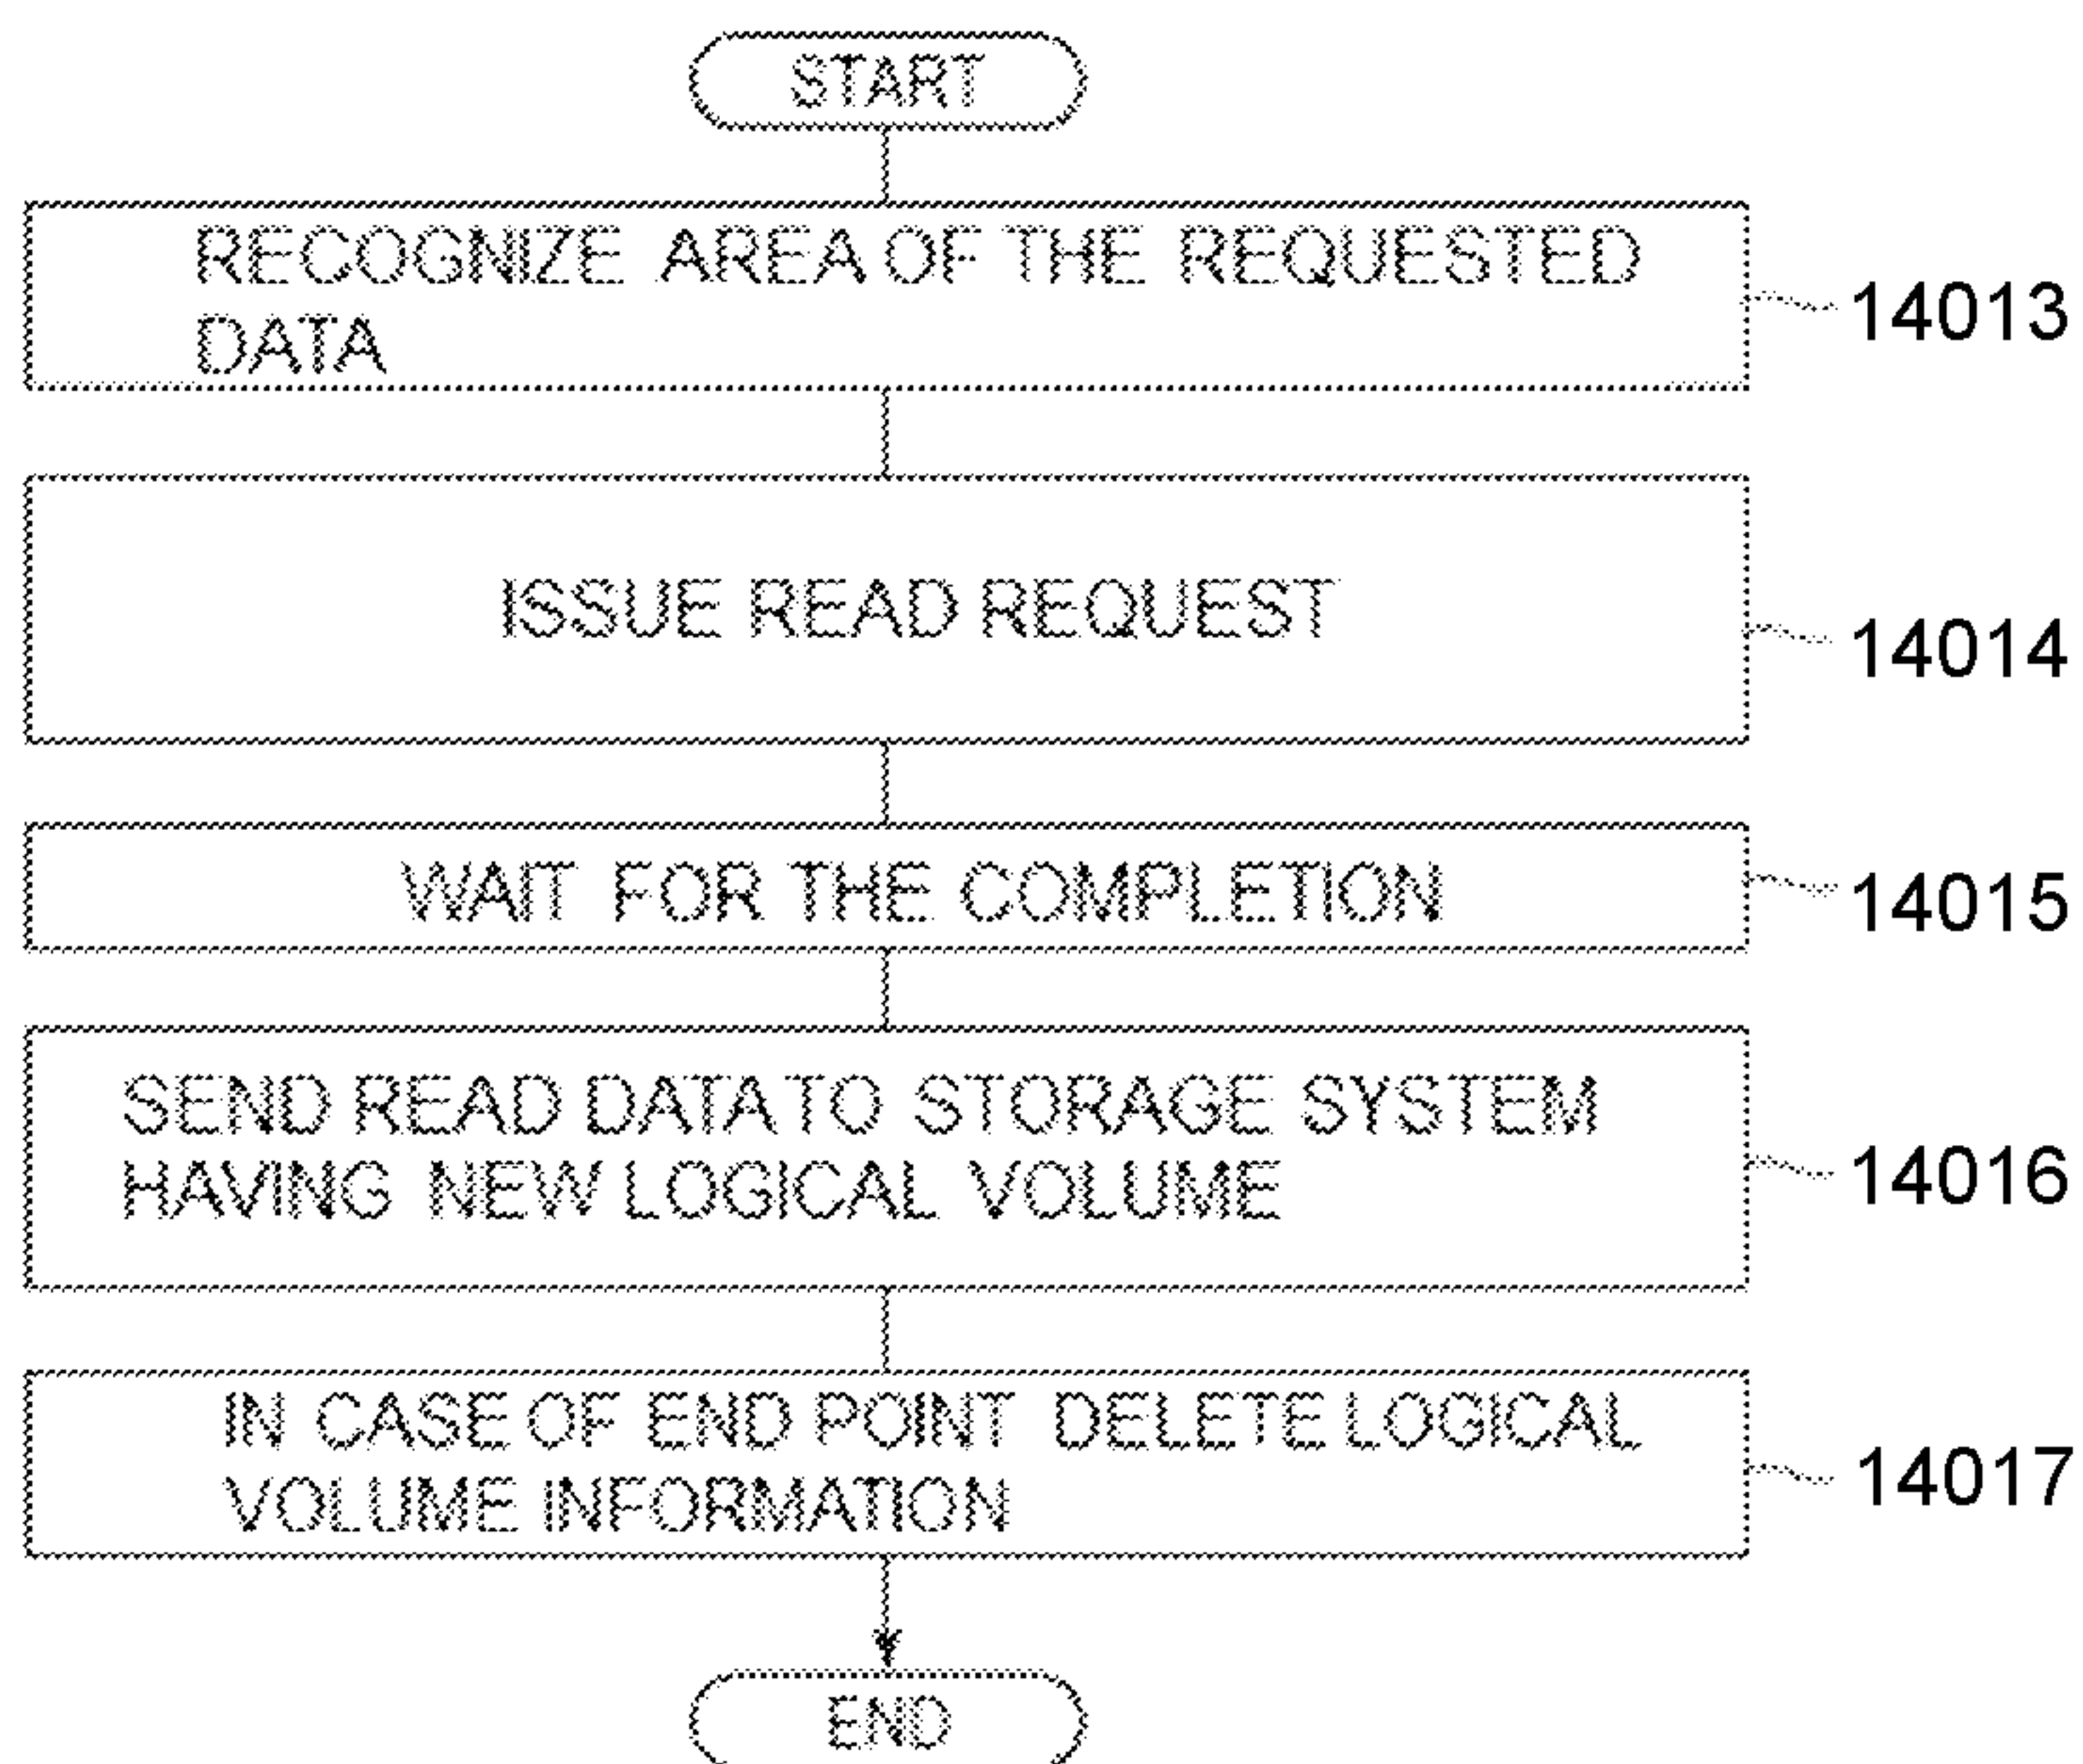 START
RECOGNIZE AREA OF THE REQUESTED
DATA
14013
ISSUE READ REQUEST
14014
WAIT FOR THE COMPLETION
14015
SEND READ DATA TO STORAGE SYSTEM
HAVING NEW LOGICAL VOLUME
14016
IN CASE OF END POINT DELETE LOGICAL
VOLUME INFORMATION
14017
END